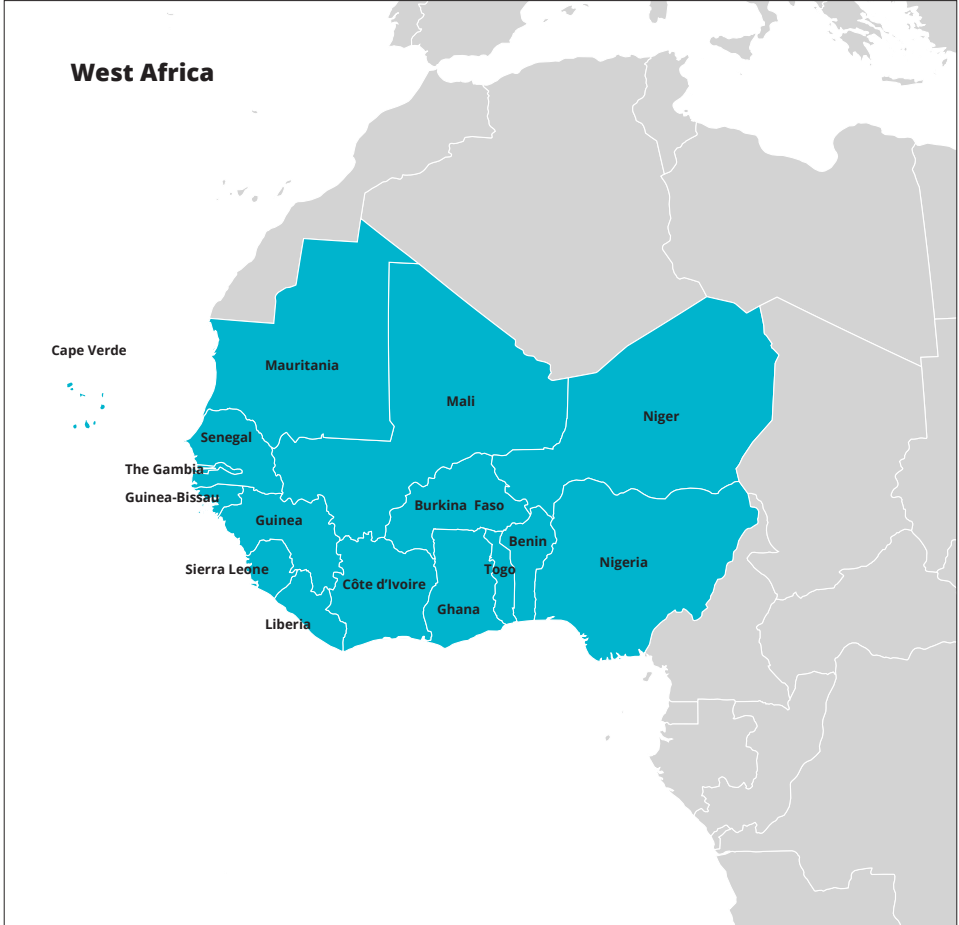 West Africa
Cape Verde
Mauritania
Mali
Niger
Senegal
The Gambia
Guinea-Bissau
Burkina Faso
Guinea
Benin
Nigeria
Sierra Leone
Togo
Côte d’Ivoire
Ghana
Liberia